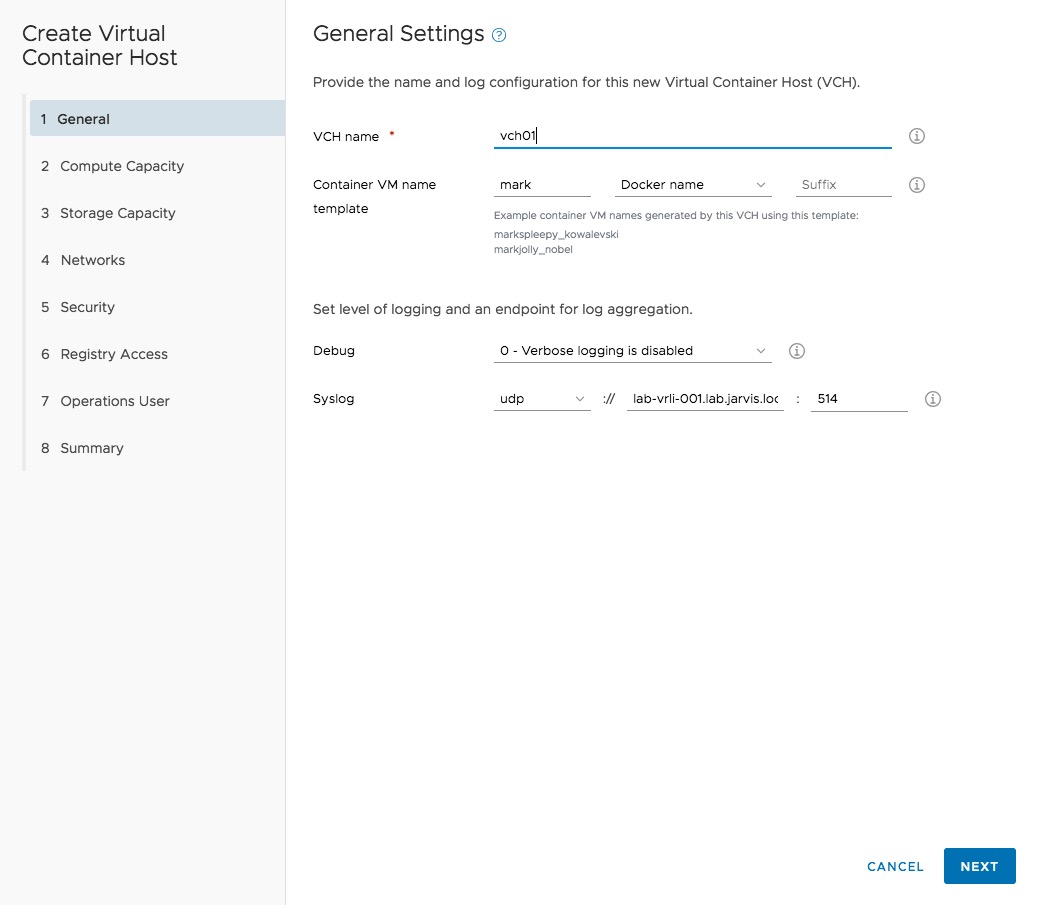 Create Virtual
Container Host
1 General
2 Compute Capacity
3 Storage Capacity
4 Networks
5 Security
6 Registry Access
7 Operations User
8 Summary
General Settings ?
Provide the name and log configuration for this new Virtual Container Host (VCH).
VCH name * vch01
Container VM name template mark Docker name Suffix
Example container VM names generated by this VCH using this template:
markspleepy_kowalevski
markjolly_nobel
Set level of logging and an endpoint for log aggregation.
Debug 0 - Verbose logging is disabled
Syslog udp :// lab-vrli-001.lab.jarvis.loc : 514
CANCEL NEXT